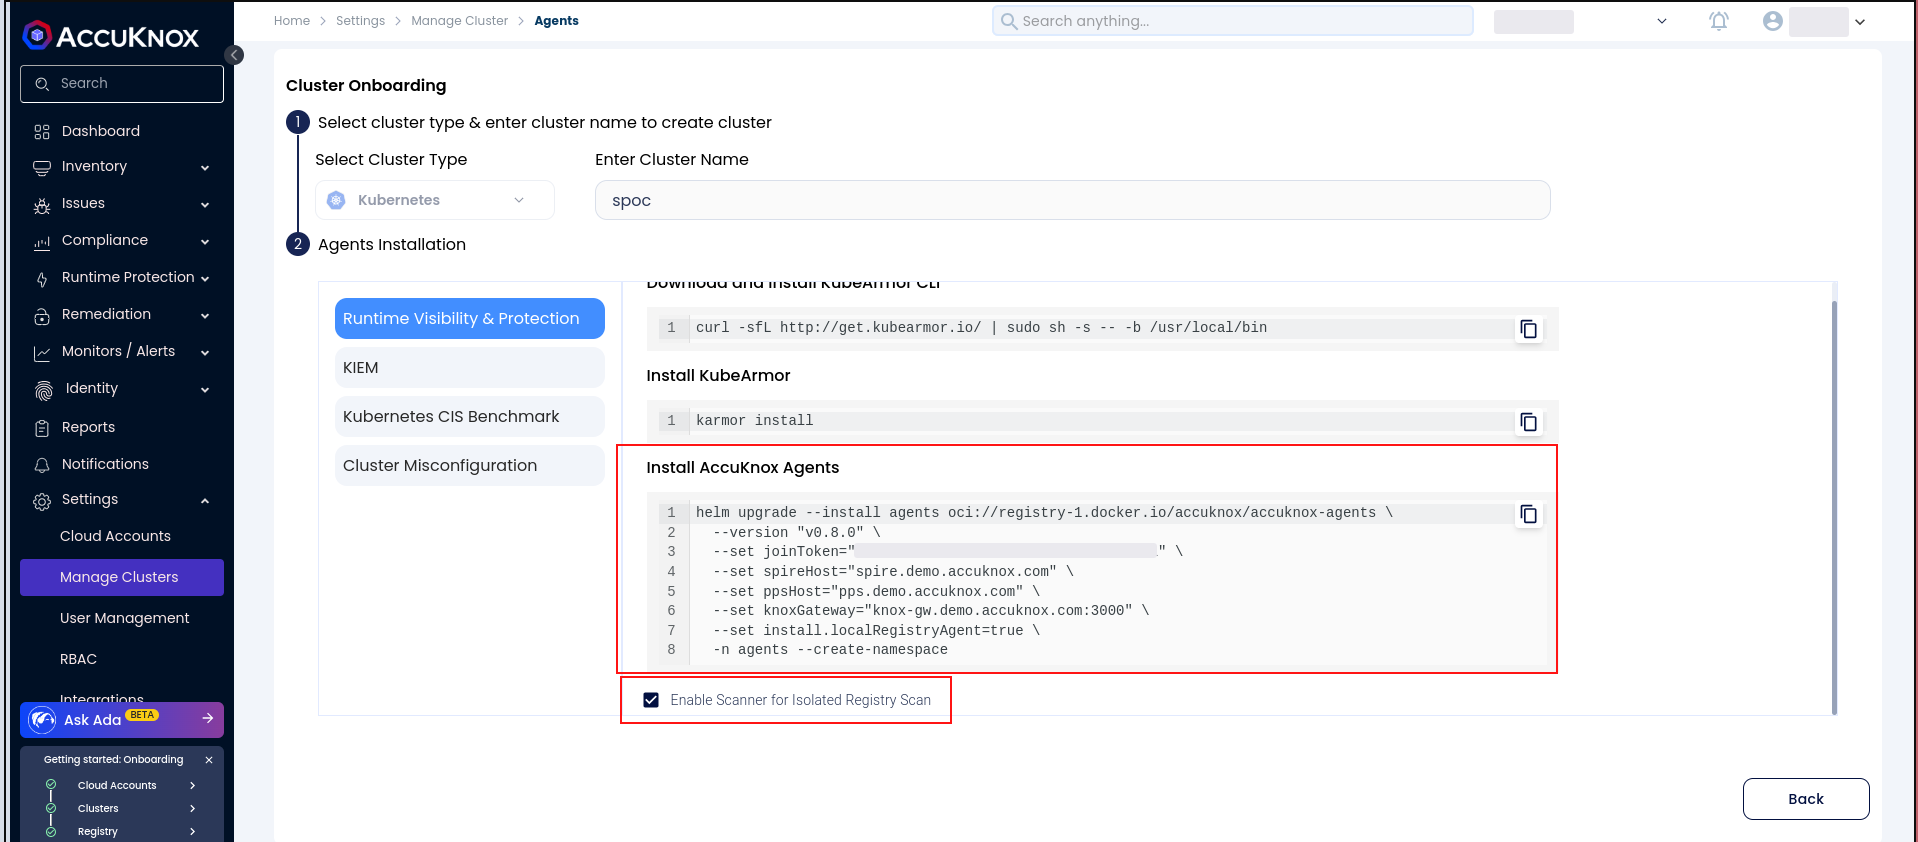 ACCUKNOX
Search
Dashboard
Inventory
Issues
Compliance
Runtime Protection
Remediation
Monitors / Alerts
Identity
Reports
Notifications
Settings
Cloud Accounts
Manage Clusters
User Management
RBAC
Integrations
Ask Ada BETA
Getting started: Onboarding
Cloud Accounts
Clusters
Registry
Home > Settings > Manage Cluster > Agents
Search anything...
Cluster Onboarding
1 Select cluster type & enter cluster name to create cluster
Select Cluster Type
Enter Cluster Name
Kubernetes
spoc
2 Agents Installation
Runtime Visibility & Protection
KIEM
Kubernetes CIS Benchmark
Cluster Misconfiguration
Download and Install KubeArmor CLI
1 curl -sfL http://get.kubearmor.io/ | sudo sh -s -- -b /usr/local/bin
Install KubeArmor
1 karmor install
Install AccuKnox Agents
1 helm upgrade --install agents oci://registry-1.docker.io/accuknox/accuknox-agents \
2 --version "v0.8.0" \
3 --set joinToken=" " \
4 --set spireHost="spire.demo.accuknox.com" \
5 --set ppsHost="pps.demo.accuknox.com" \
6 --set knoxGateway="knox-gw.demo.accuknox.com:3000" \
7 --set install.localRegistryAgent=true \
8 -n agents --create-namespace
Enable Scanner for Isolated Registry Scan
Back